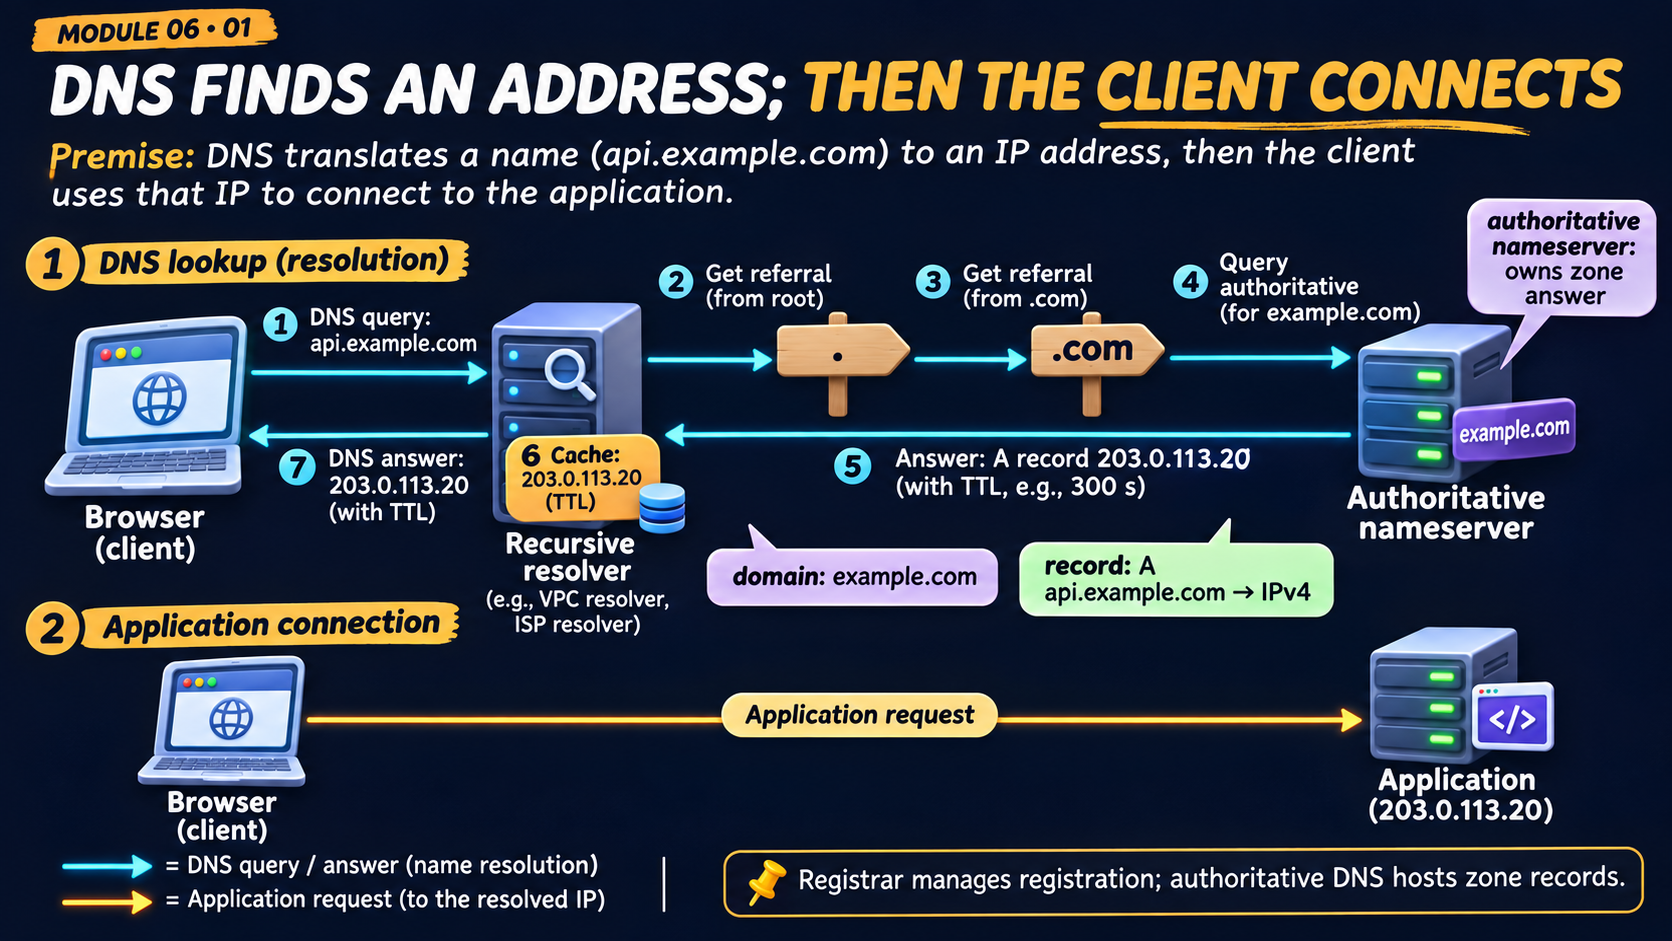 MODULE 06 • 01
DNS FINDS AN ADDRESS; THEN THE CLIENT CONNECTS
Premise: DNS translates a name (api.example.com) to an IP address, then the client
uses that IP to connect to the application.
1 DNS lookup (resolution)
1 DNS query:
api.example.com
2 Get referral
(from root)
3 Get referral
(from .com)
4 Query
authoritative
(for example.com)
authoritative
nameserver:
owns zone
answer
.
.com
example.com
7 DNS answer:
203.0.113.20
(with TTL)
6 Cache:
203.0.113.20
(TTL)
5 Answer: A record 203.0.113.20
(with TTL, e.g., 300 s)
Browser
(client)
Recursive
resolver
(e.g., VPC resolver,
ISP resolver)
Authoritative
nameserver
domain: example.com
record: A
api.example.com → IPv4
2 Application connection
Application request
</>
Browser
(client)
Application
(203.0.113.20)
= DNS query / answer (name resolution)
= Application request (to the resolved IP)
Registrar manages registration; authoritative DNS hosts zone records.